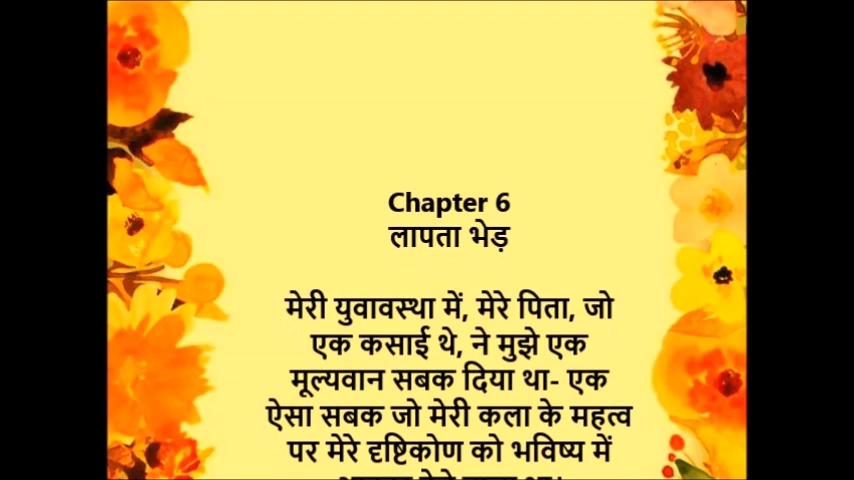 Chapter 6
लापता भेड़
मेरी युवावस्था में, मेरे पिता, जो
एक कसाई थे, ने मुझे एक
मूल्यवान सबक दिया था- एक
ऐसा सबक जो मेरी कला के महत्व
पर मेरे दृष्टिकोण को भविष्य में